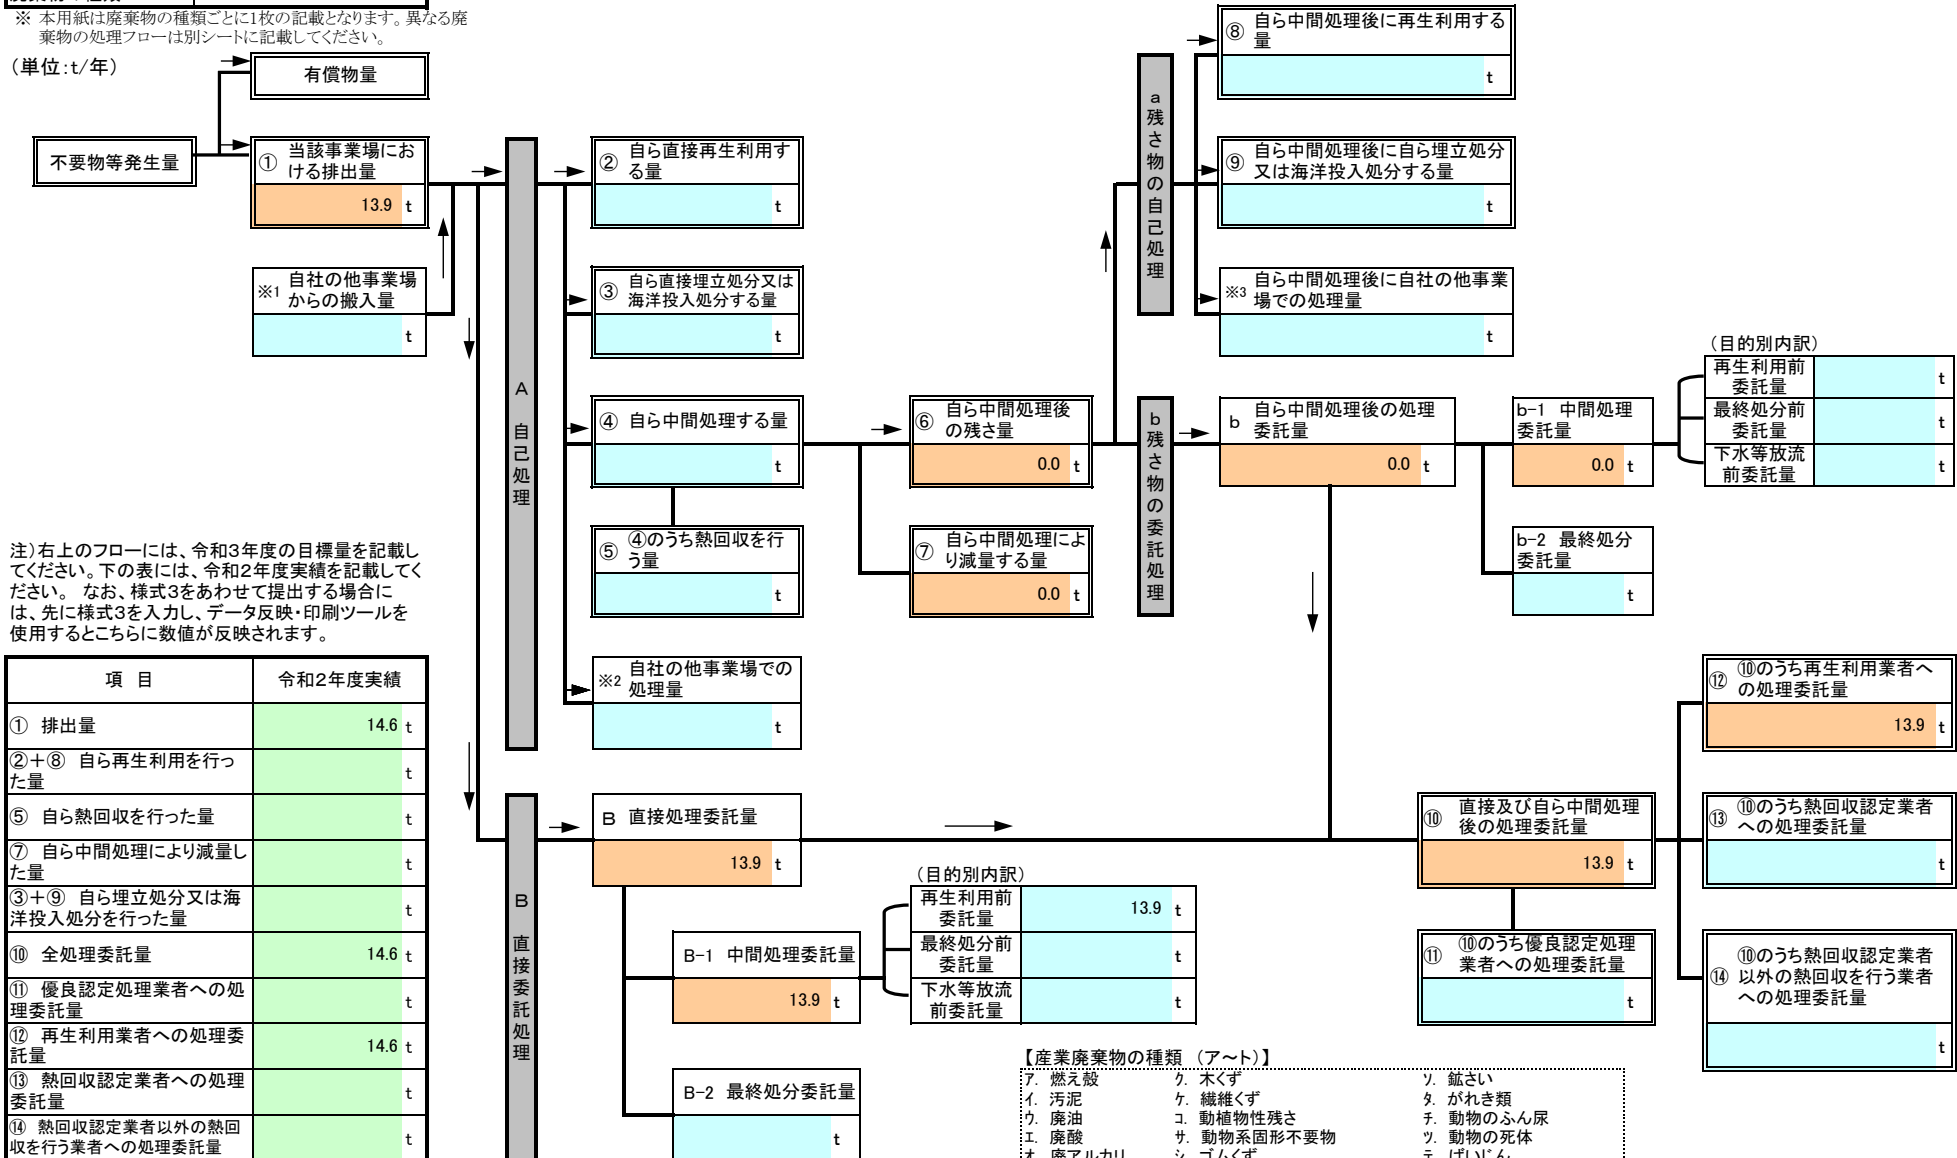 ※ 本用紙は廃棄物の種類ごとに1枚の記載となります。異なる廃
棄物の処理フローは別シートに記載してください。
（単位:t/年）
有償物量
不要物等発生量
① 当該事業場にお
ける排出量
13.9 t
※1 自社の他事業場
からの搬入量
t
A 自己処理
② 自ら直接再生利用す
る量
t
③ 自ら直接埋立処分又は
海洋投入処分する量
t
④ 自ら中間処理する量
t
⑤ ④のうち熱回収を行
う量
t
※2 自社の他事業場での
処理量
t
⑥ 自ら中間処理後
の残さ量
0.0 t
⑦ 自ら中間処理によ
り減量する量
0.0 t
a 残さ物の自己処理
⑧ 自ら中間処理後に再生利用する
量
t
⑨ 自ら中間処理後に自ら埋立処分
又は海洋投入処分する量
t
※3 自ら中間処理後に自社の他事業
場での処理量
t
b 残さ物の委託処理
b 自ら中間処理後の処理
委託量
0.0 t
b-1 中間処理
委託量
0.0 t
（目的別内訳）
再生利用前
委託量
t
最終処分前
委託量
t
下水等放流
前委託量
t
b-2 最終処分
委託量
t
注）右上のフローには、令和3年度の目標量を記載し
てください。下の表には、令和2年度実績を記載してく
ださい。 なお、様式3をあわせて提出する場合に
は、先に様式3を入力し、データ反映・印刷ツールを
使用するとこちらに数値が反映されます。
項 目 令和2年度実績
① 排出量 14.6 t
②＋⑧ 自ら再生利用を行っ
た量
t
⑤ 自ら熱回収を行った量 t
⑦ 自ら中間処理により減量し
た量
t
③＋⑨ 自ら埋立処分又は海
洋投入処分を行った量
t
⑩ 全処理委託量 14.6 t
⑪ 優良認定処理業者への処
理委託量
t
⑫ 再生利用業者への処理委
託量
14.6 t
⑬ 熱回収認定業者への処理
委託量
t
⑭ 熱回収認定業者以外の熱回
収を行う業者への処理委託量
t
B 直接委託処理
B 直接処理委託量
13.9 t
B-1 中間処理委託量
13.9 t
（目的別内訳）
再生利用前
委託量
13.9 t
最終処分前
委託量
t
下水等放流
前委託量
t
B-2 最終処分委託量
t
⑩ 直接及び自ら中間処理
後の処理委託量
13.9 t
⑪ ⑩のうち優良認定処理
業者への処理委託量
t
⑫ ⑩のうち再生利用業者へ
の処理委託量
13.9 t
⑬ ⑩のうち熱回収認定業者
への処理委託量
t
⑭ ⑩のうち熱回収認定業者
以外の熱回収を行う業者
への処理委託量
t
【産業廃棄物の種類 （ア～ト）】
ア. 燃え殻 ク. 木くず ソ. 鉱さい
イ. 汚泥 ケ. 繊維くず タ. がれき類
ウ. 廃油 コ. 動植物性残さ チ. 動物のふん尿
エ. 廃酸 サ. 動物系固形不要物 ツ. 動物の死体
オ. 廃アルカリ シ. ゴムくず テ. ばいじん